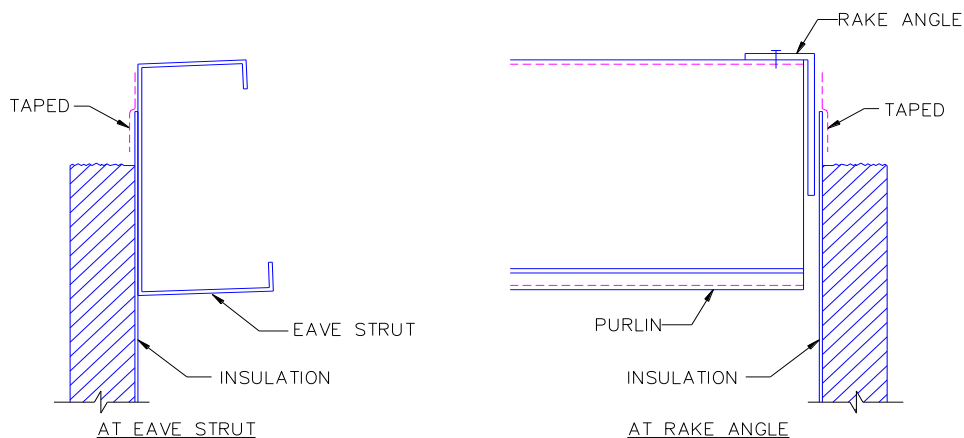 TAPED
EAVE STRUT
INSULATION
AT EAVE STRUT
RAKE ANGLE
TAPED
PURLIN
INSULATION
AT RAKE ANGLE